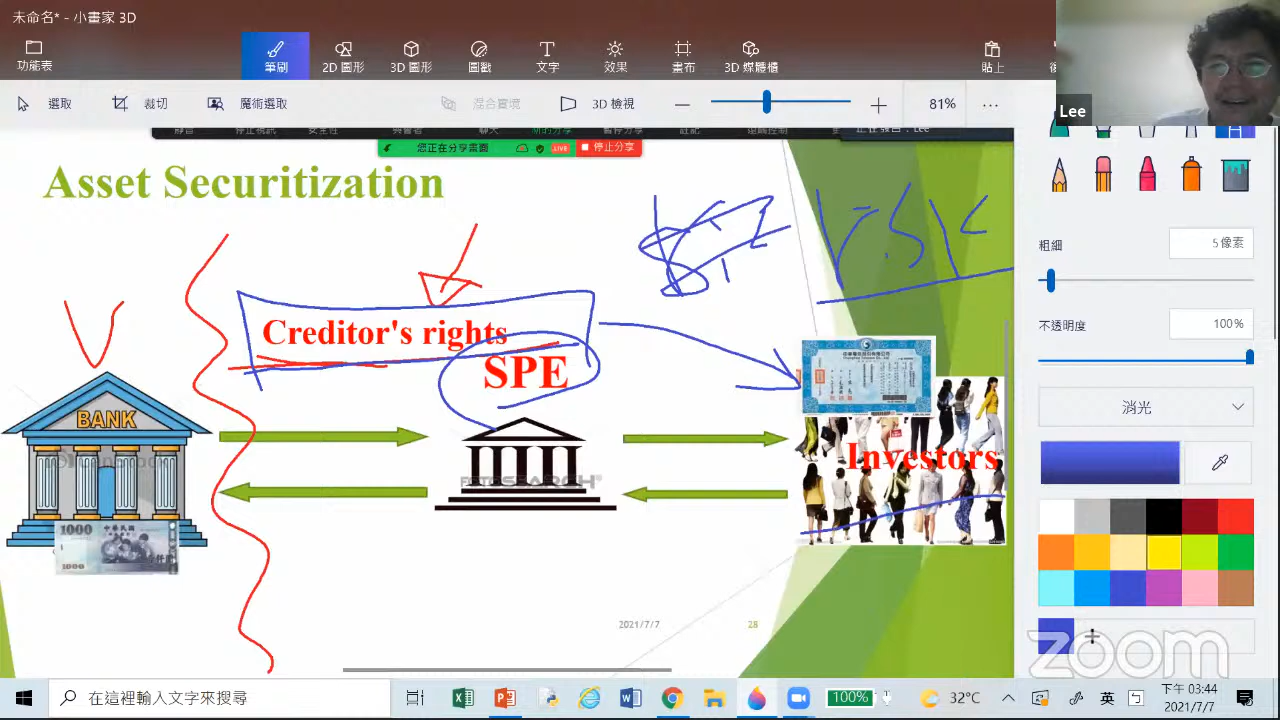 未命名* - 小畫家 3D
功能表
筆刷
2D 圖形
3D 圖形
圖戳
文字
效果
畫布
3D 媒體櫃
貼上
選取
裁切
魔術選取
混合實境
3D 檢視
81%
Lee
您正在分享畫面
LIVE
停止分享
Asset Securitization
Creditor's rights
SPE
BANK
Investors
FOTOSEARCH
1000
1000
2021/7/7
28
粗細
5像素
不透明度
100%
消光
zoom
在這裡輸入文字來搜尋
100%
32°C
英
下午 03:44
2021/7/7